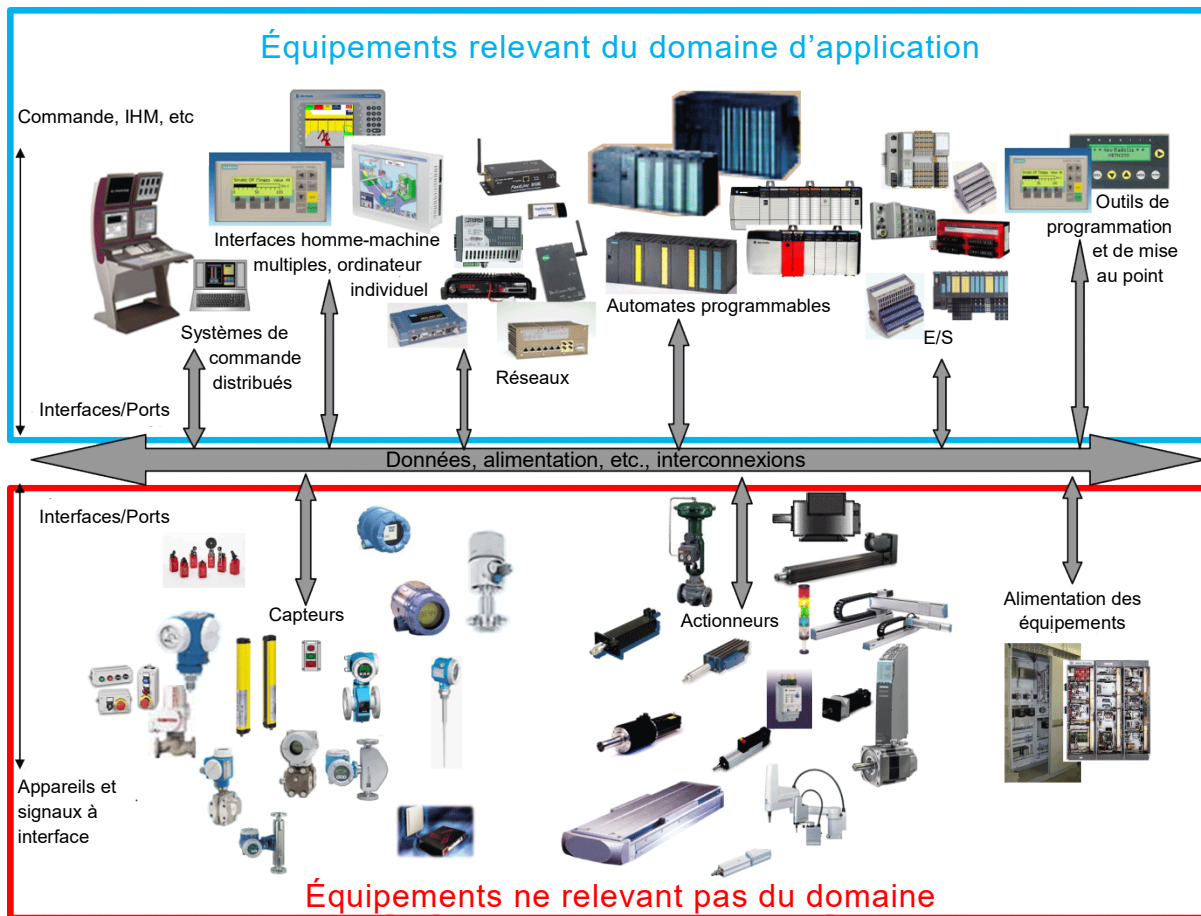 Équipements relevant du domaine d’application
Commande, IHM, etc
Interfaces homme-machine
multiples, ordinateur
individuel
Systèmes de
commande
distribués
Réseaux
Automates programmables
E/S
Outils de
programmation
et de mise
au point
Interfaces/Ports
Données, alimentation, etc., interconnexions
Interfaces/Ports
Capteurs
Actionneurs
Alimentation des
équipements
Appareils et
signaux à
interface
Équipements ne relevant pas du domaine